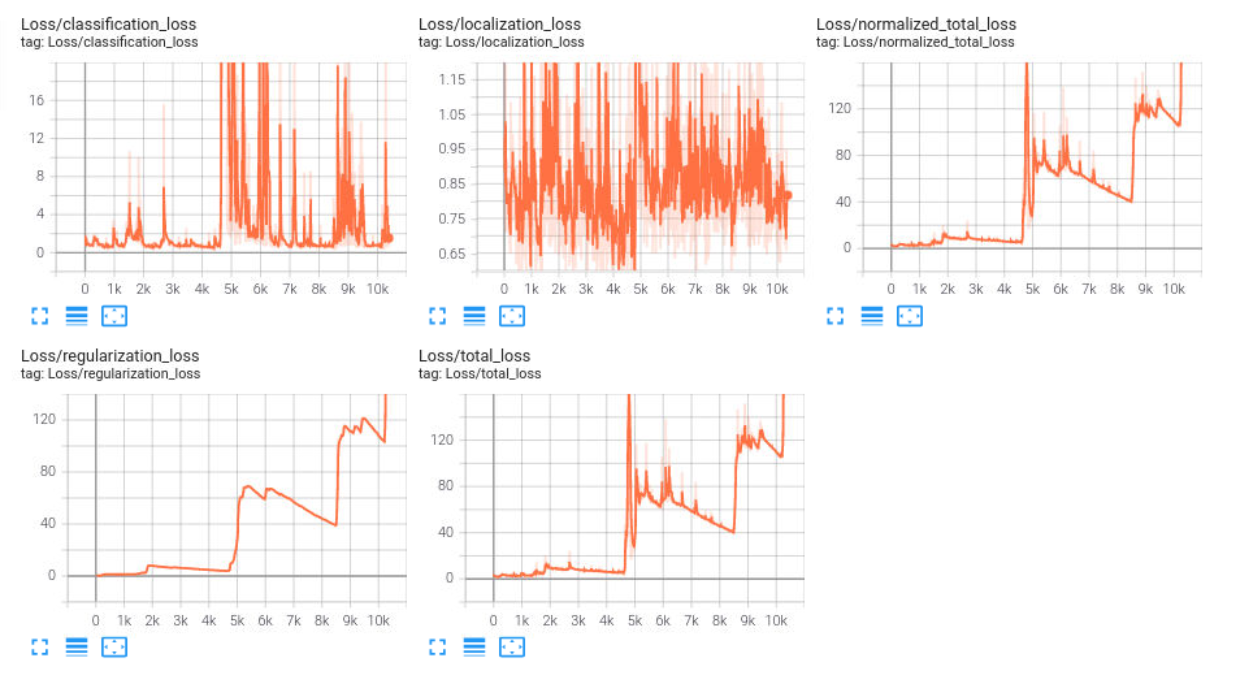 Loss/classification_loss
tag: Loss/classification_loss
16
12
8
4
0
0 1k 2k 3k 4k 5k 6k 7k 8k 9k 10k
Loss/localization_loss
tag: Loss/localization_loss
1.15
1.05
0.95
0.85
0.75
0.65
0 1k 2k 3k 4k 5k 6k 7k 8k 9k 10k
Loss/normalized_total_loss
tag: Loss/normalized_total_loss
120
80
40
0
0 1k 2k 3k 4k 5k 6k 7k 8k 9k 10k
Loss/regularization_loss
tag: Loss/regularization_loss
120
80
40
0
0 1k 2k 3k 4k 5k 6k 7k 8k 9k 10k
Loss/total_loss
tag: Loss/total_loss
120
80
40
0
0 1k 2k 3k 4k 5k 6k 7k 8k 9k 10k